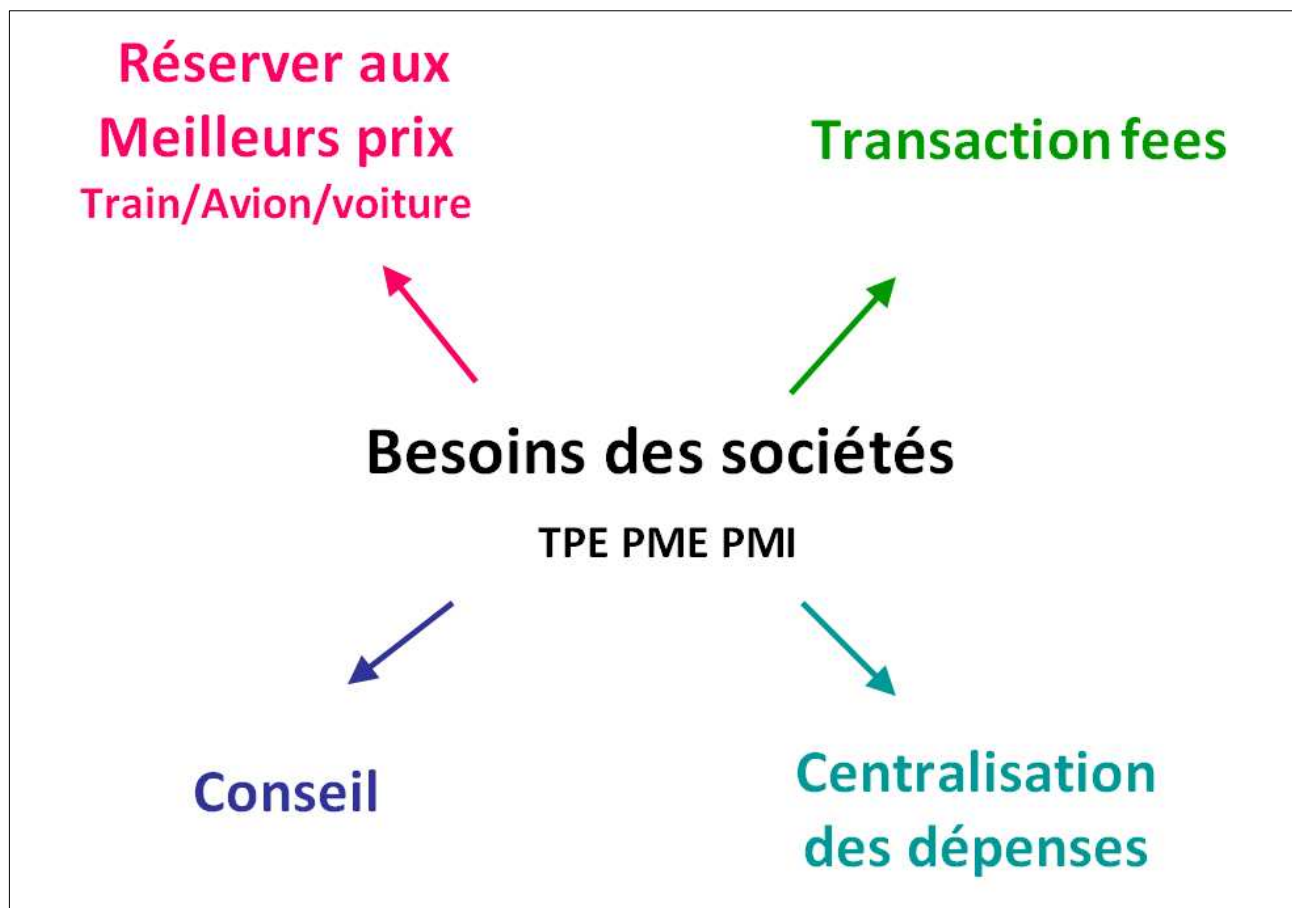 Réserver aux
Meilleurs prix
Train/Avion/voiture
Transaction fees
Besoins des sociétés
TPE PME PMI
Conseil
Centralisation
des dépenses